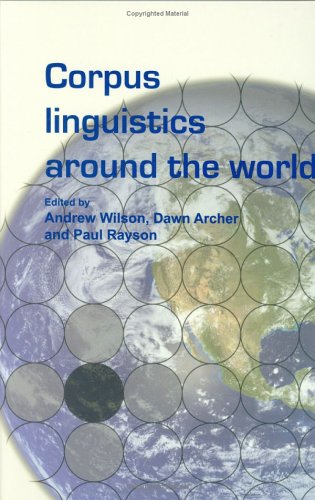 Copyrighted Material
Corpus
linguistics
around the world
Edited by
Andrew Wilson, Dawn Archer
and Paul Rayson